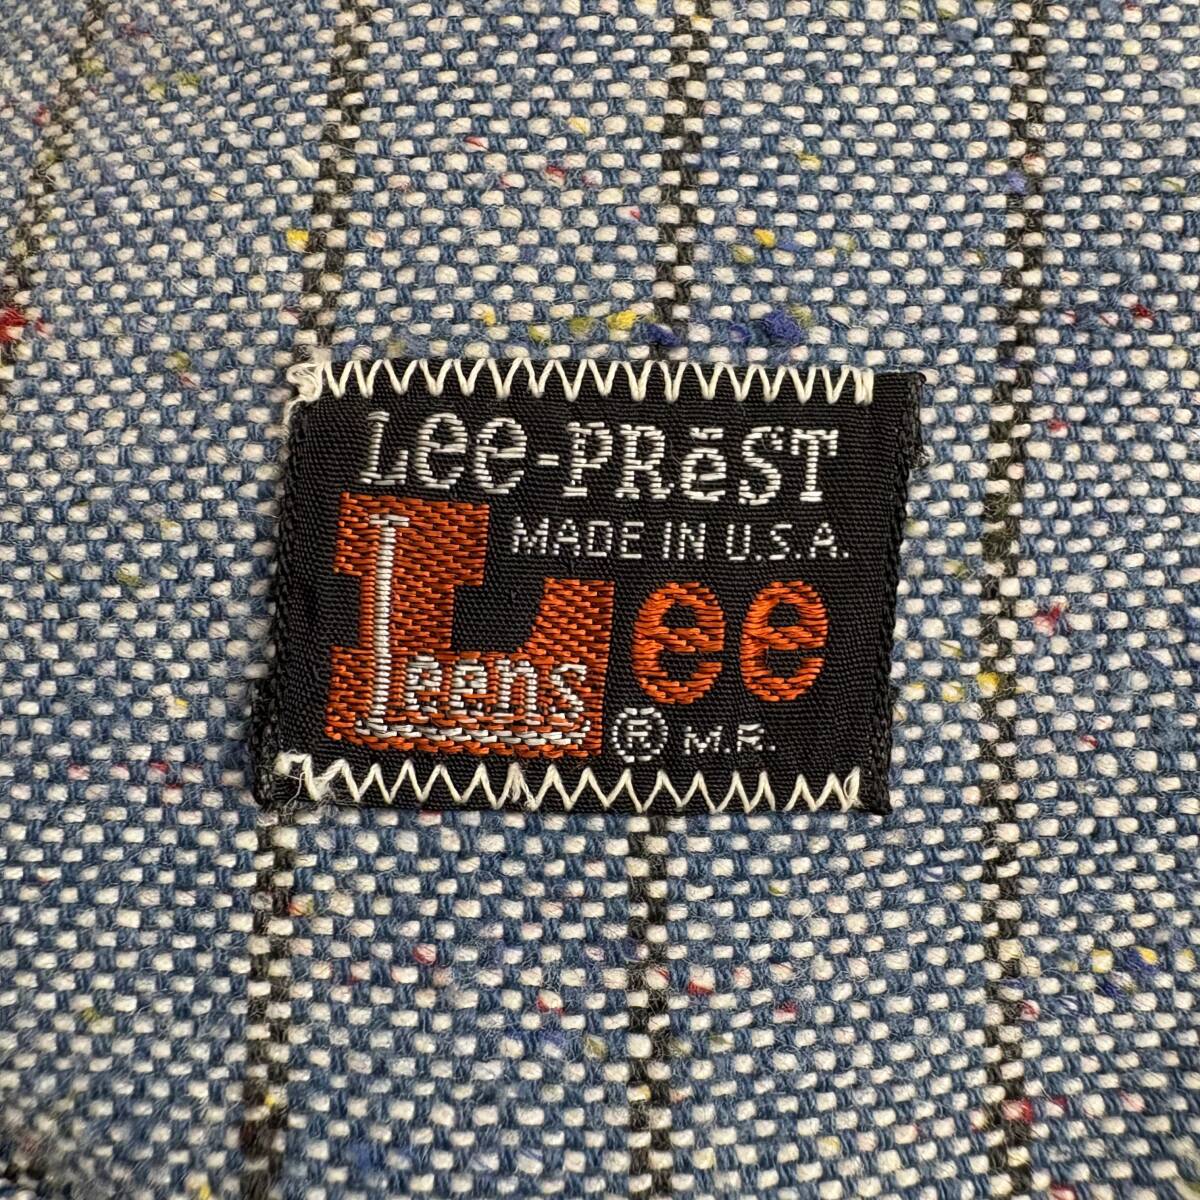 Lee-PRēST
MADE IN U.S.A.
Lee
Leens
® M.R.